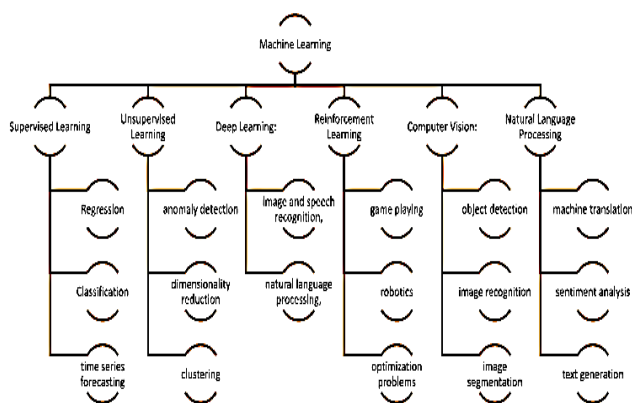 Machine Learning
Supervised Learning
Unsupervised
Learning
Deep Learning:
Reinforcement
Learning
Computer Vision:
Natural Language
Processing
Regression
anomaly detection
image and speech
recognition,
game playing
object detection
machine translation
Classification
dimensionality
reduction
natural language
processing,
robotics
image recognition
sentiment analysis
time series
forecasting
clustering
optimization
problems
image
segmentation
text generation